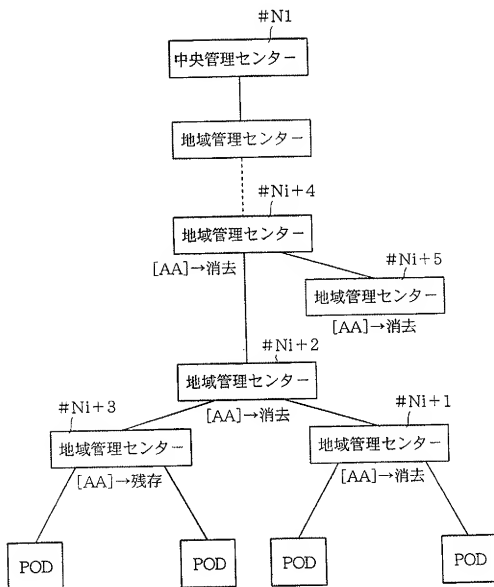 #N1
中央管理センター
地域管理センター
#Ni+4
地域管理センター
[AA]→消去
#Ni+5
地域管理センター
[AA]→消去
#Ni+2
地域管理センター
[AA]→消去
#Ni+3
地域管理センター
[AA]→残存
#Ni+1
地域管理センター
[AA]→消去
POD
POD
POD
POD